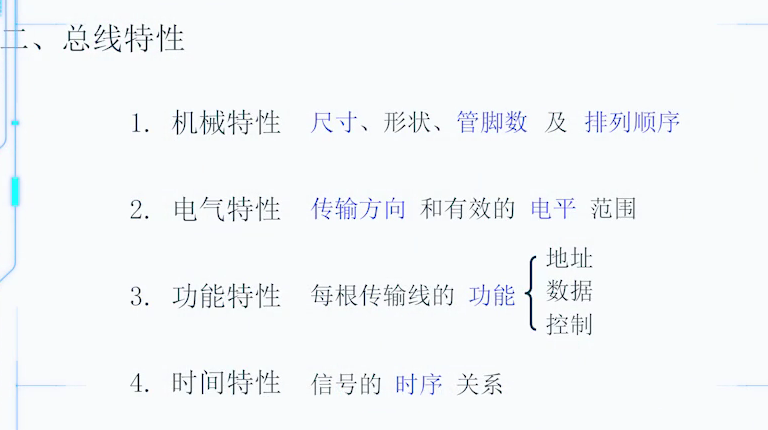 二、总线特性
1. 机械特性 尺寸、形状、管脚数 及 排列顺序
2. 电气特性 传输方向 和有效的 电平 范围
3. 功能特性 每根传输线的 功能
地址
数据
控制
4. 时间特性 信号的 时序 关系